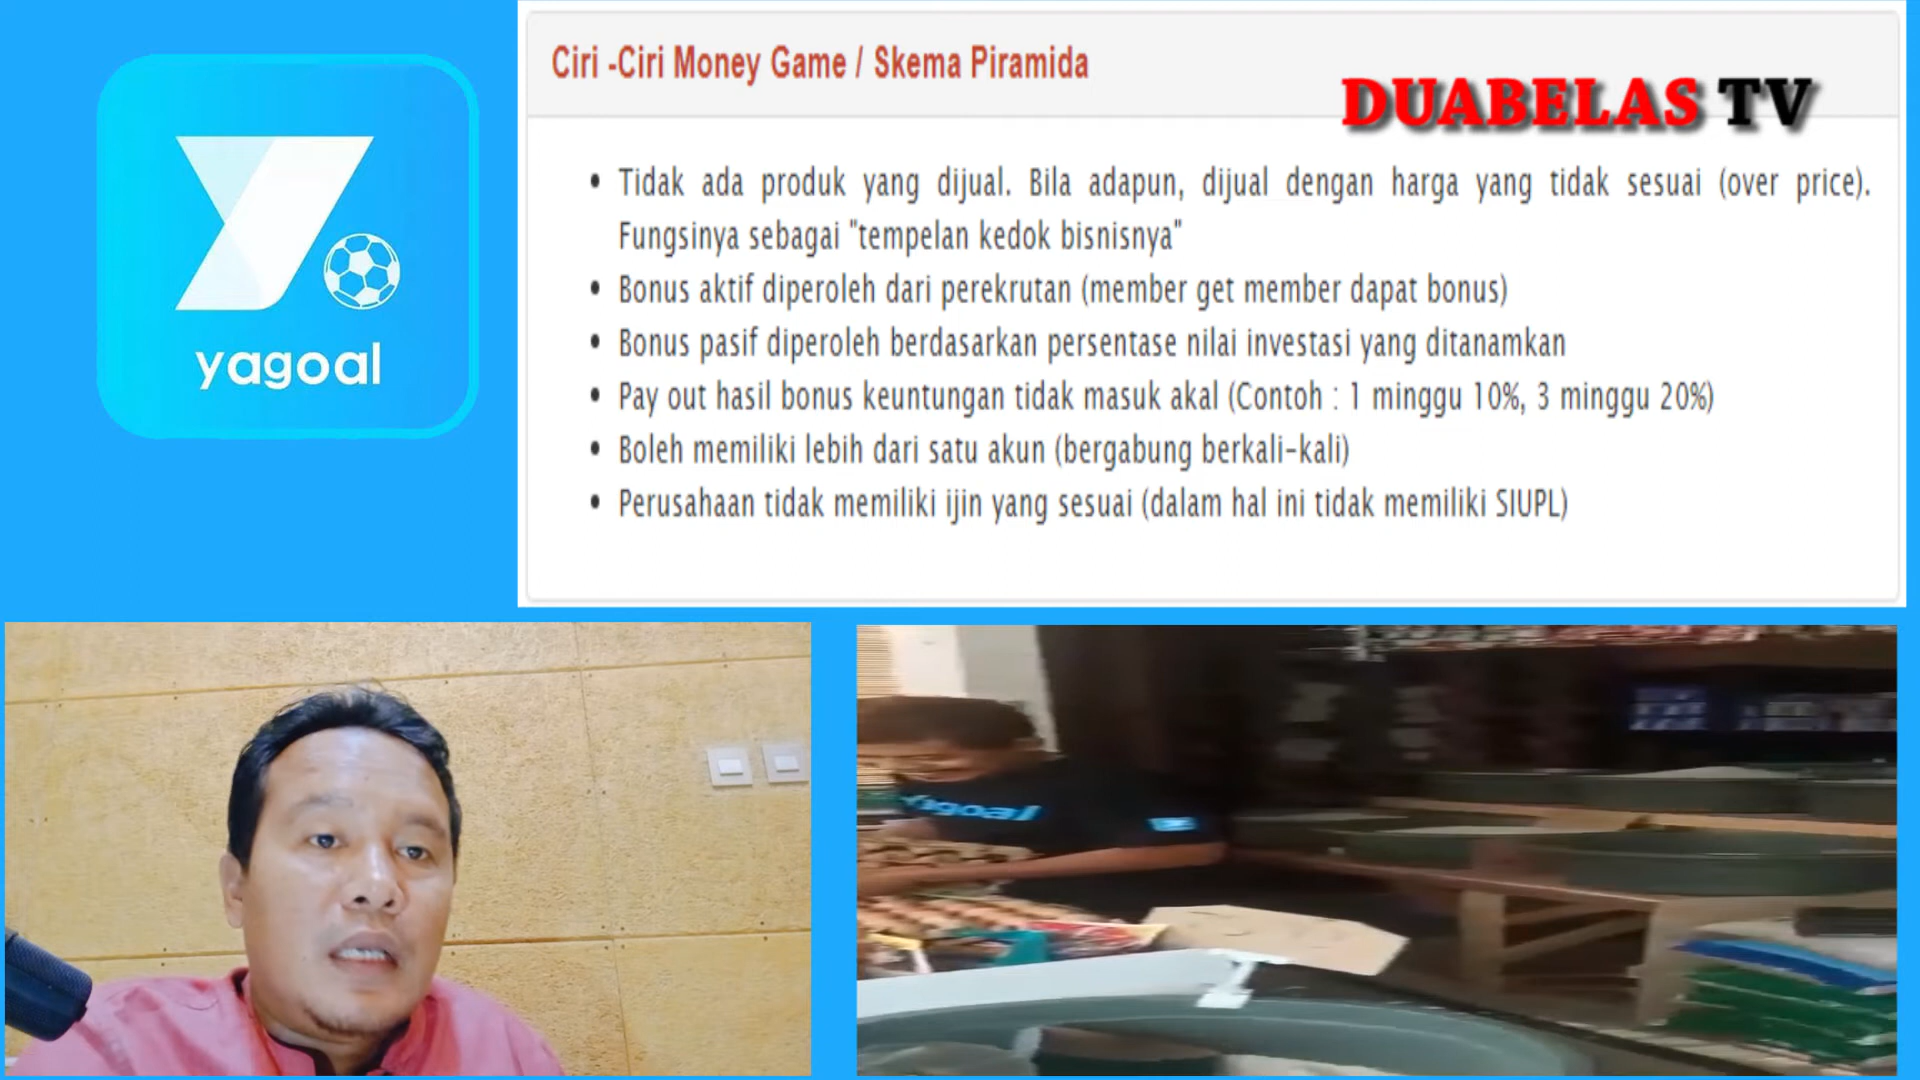 yagoal
Ciri -Ciri Money Game / Skema Piramida
DUABELAS TV
• Tidak ada produk yang dijual. Bila adapun, dijual dengan harga yang tidak sesuai (over price).
Fungsinya sebagai "tempelan kedok bisnisnya"
• Bonus aktif diperoleh dari perekrutan (member get member dapat bonus)
• Bonus pasif diperoleh berdasarkan persentase nilai investasi yang ditanamkan
• Pay out hasil bonus keuntungan tidak masuk akal (Contoh : 1 minggu 10%, 3 minggu 20%)
• Boleh memiliki lebih dari satu akun (bergabung berkali-kali)
• Perusahaan tidak memiliki ijin yang sesuai (dalam hal ini tidak memiliki SIUPL)
yagoal